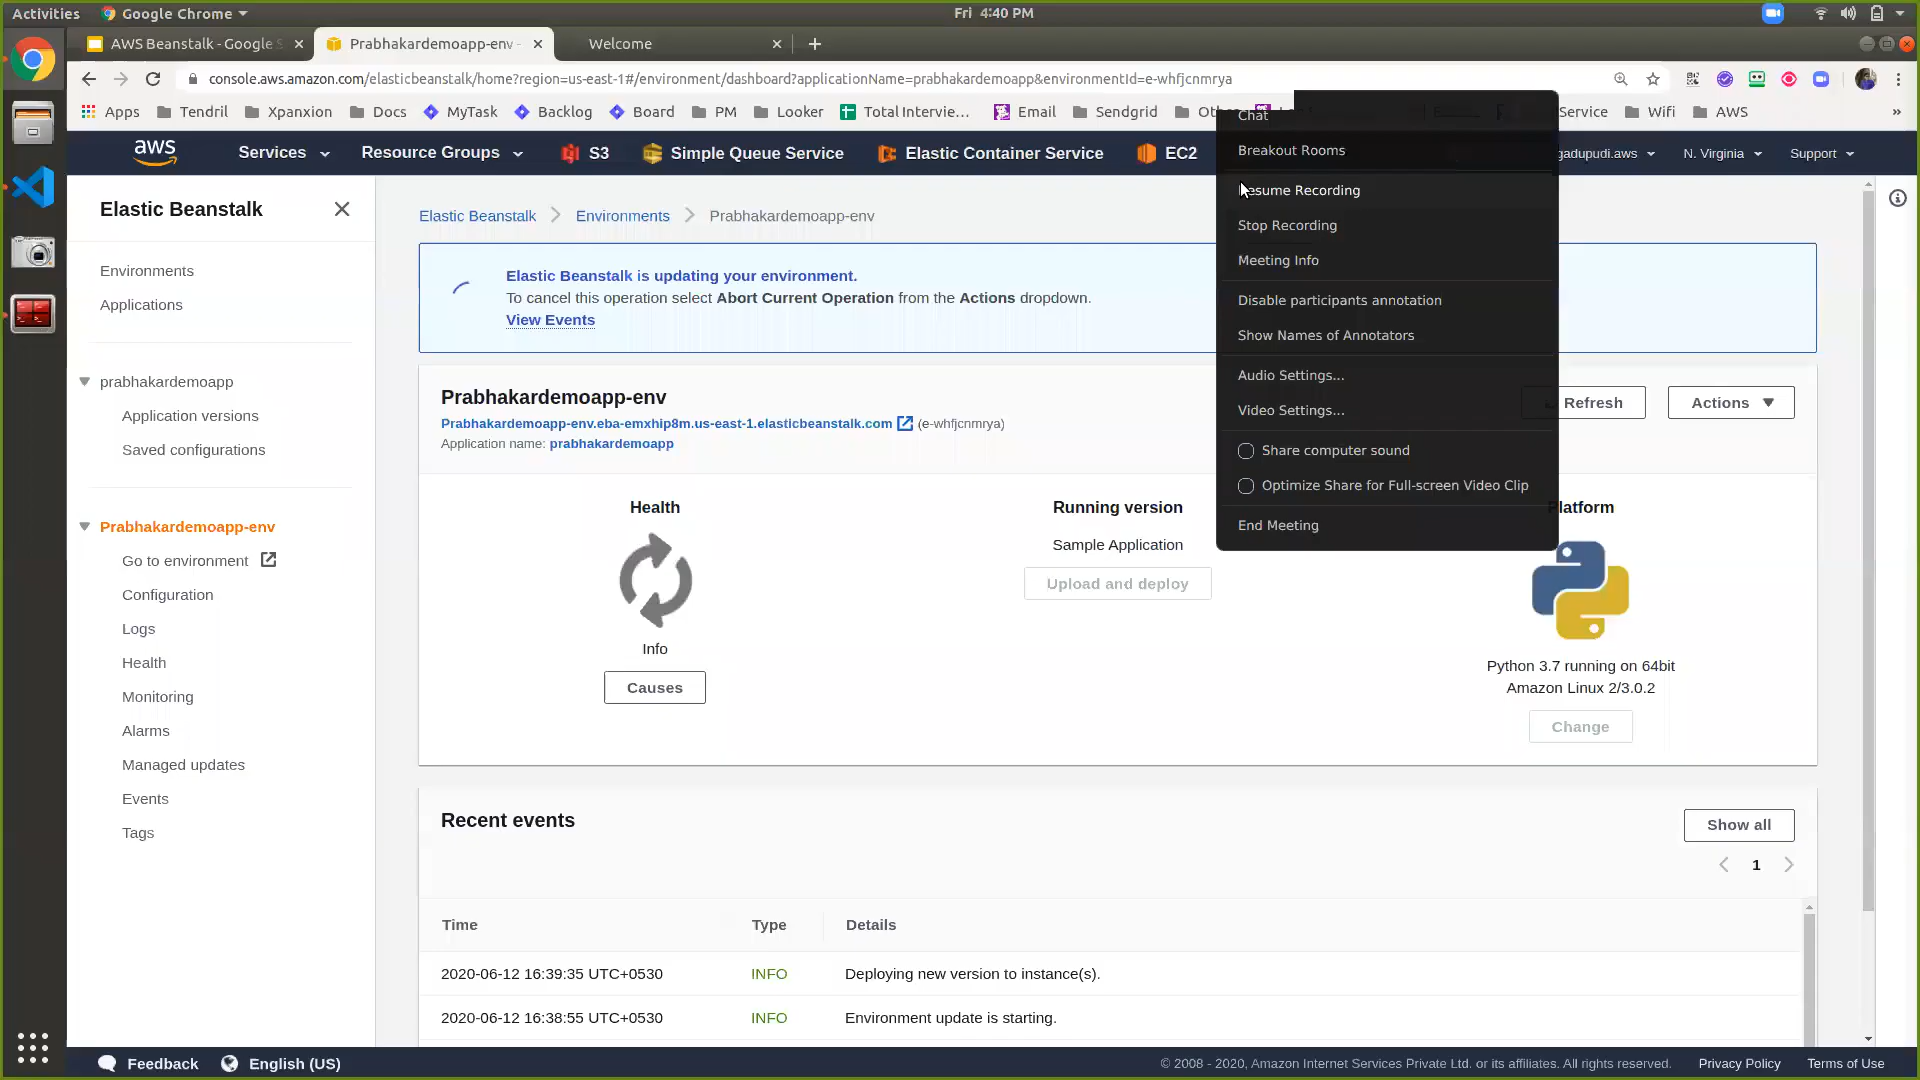 Activities
Google Chrome
Fri 4:40 PM
AWS Beanstalk - Google S
Prabhakardemoapp-env -
Welcome
console.aws.amazon.com/elasticbeanstalk/home?region=us-east-1#/environment/dashboard?applicationName=prabhakardemoapp&environmentId=e-whfjcnmrya
Apps
Tendril
Xpanxion
Docs
MyTask
Backlog
Board
PM
Looker
Total Intervie...
Email
Sendgrid
Service
Wifi
AWS
»
aws
Services
Resource Groups
S3
Simple Queue Service
Elastic Container Service
EC2
gadupudi.aws
N. Virginia
Support
Chat
Breakout Rooms
esume Recording
Stop Recording
Meeting Info
Disable participants annotation
Show Names of Annotators
Audio Settings...
Video Settings...
Share computer sound
Optimize Share for Full-screen Video Clip
End Meeting
Elastic Beanstalk
Environments
Applications
prabhakardemoapp
Application versions
Saved configurations
Prabhakardemoapp-env
Go to environment
Configuration
Logs
Health
Monitoring
Alarms
Managed updates
Events
Tags
Elastic Beanstalk
Environments
Prabhakardemoapp-env
Elastic Beanstalk is updating your environment.
To cancel this operation select Abort Current Operation from the Actions dropdown.
View Events
Prabhakardemoapp-env
Prabhakardemoapp-env.eba-emxhip8m.us-east-1.elasticbeanstalk.com (e-whfjcnmrya)
Application name: prabhakardemoapp
Refresh
Actions
Health
Info
Causes
Running version
Sample Application
Upload and deploy
Platform
Python 3.7 running on 64bit
Amazon Linux 2/3.0.2
Change
Recent events
Show all
1
Time Type Details
2020-06-12 16:39:35 UTC+0530 INFO Deploying new version to instance(s).
2020-06-12 16:38:55 UTC+0530 INFO Environment update is starting.
Feedback
English (US)
© 2008 - 2020, Amazon Internet Services Private Ltd. or its affiliates. All rights reserved.
Privacy Policy
Terms of Use